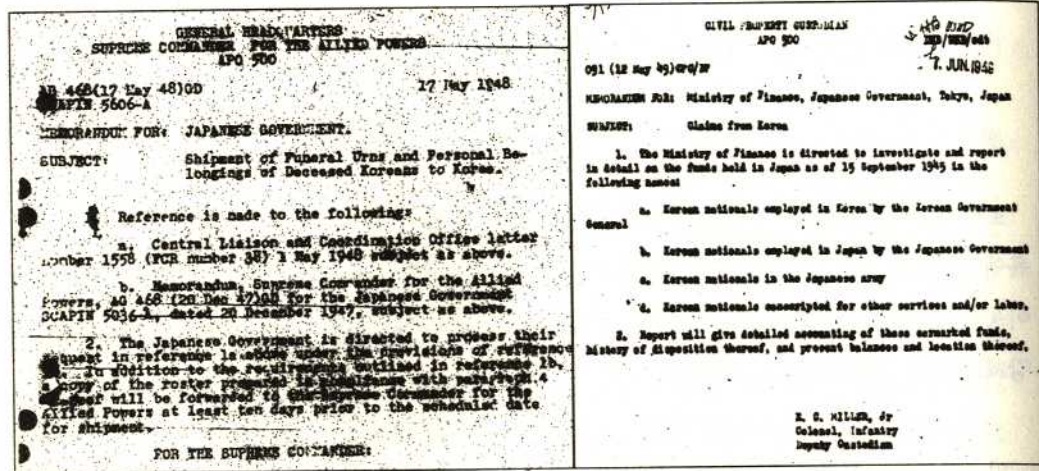 GENERAL HEADQUARTERS
SUPREME COMMANDER FOR THE ALLIED POWERS
APO 500
AG 468(17 May 48)GD
SCAPIN 5606-A
17 May 1948
MEMORANDUM FOR: JAPANESE GOVERNMENT.
SUBJECT: Shipment of Funeral Urns and Personal Be-
longings of Deceased Koreans to Korea.
Reference is made to the following:
a. Central Liaison and Coordination Office letter
number 1558 (FCR number 38) 1 May 1948 subject as above.
b. Memorandum, Supreme Commander for the Allied
Powers, AG 468 (20 Dec 47)GD for the Japanese Government
SCAPIN 5036-A, dated 20 December 1947, subject as above.
2. The Japanese Government is directed to process their
request in reference 1a above under the provisions of reference
In addition to the requirements outlined in reference 1b,
a copy of the roster prepared in compliance with paragraph 4
will be forwarded to the Supreme Commander for the
Allied Powers at least ten days prior to the scheduled date
for shipment.
FOR THE SUPREME COMMANDER:
CIVIL PROPERTY CUSTODIAN
APO 500
7. JUN. 194
091 (12 May 49)CPC/
MEMORANDUM FOR: Ministry of Finance, Japanese Government, Tokyo, Japan
SUBJECT: Claims from Korea
1. The Ministry of Finance is directed to investigate and report
in detail on the funds held in Japan as of 15 September 1945 in the
following names:
a. Korean nationals employed in Korea by the Korean Government
General
b. Korean nationals employed in Japan by the Japanese Government
c. Korean nationals in the Japanese army
d. Korean nationals conscripted for other services and/or labor.
2. Report will give detailed accounting of these earmarked funds,
history of disposition thereof, and present balances and location thereof.
MILLER, Jr
Colonel, Infantry
Deputy Custodian